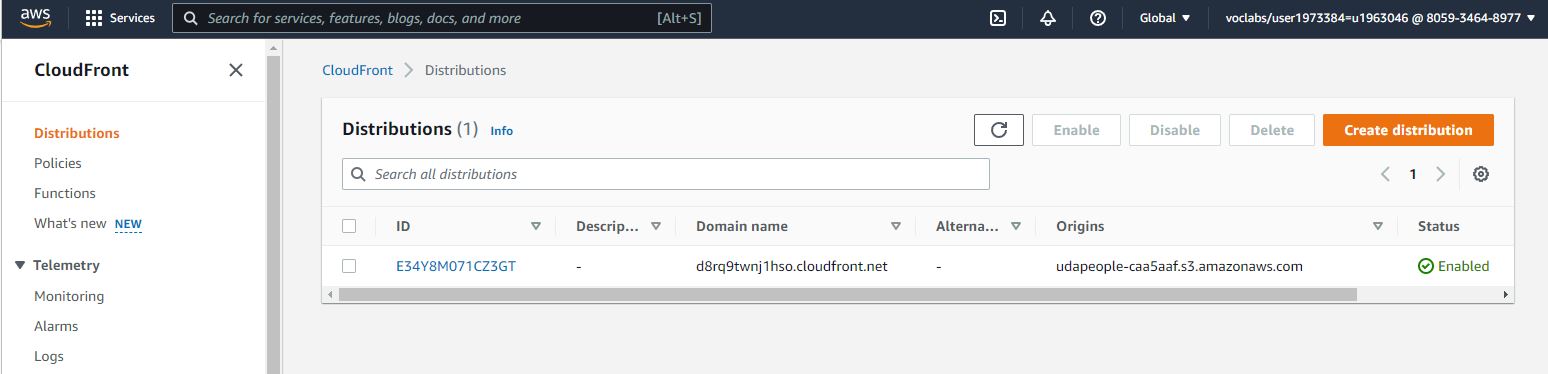 aws Services Search for services, features, blogs, docs, and more [Alt+S] Global voclabs/user1973384=u1963046 @ 8059-3464-8977
CloudFront
Distributions
Policies
Functions
What's new NEW
Telemetry
Monitoring
Alarms
Logs
CloudFront Distributions
Distributions (1) Info Enable Disable Delete Create distribution
Search all distributions 1
ID Descrip... Domain name Alterna... Origins Status
E34Y8M071CZ3GT - d8rq9twnj1hso.cloudfront.net - udapeople-caa5aaf.s3.amazonaws.com Enabled